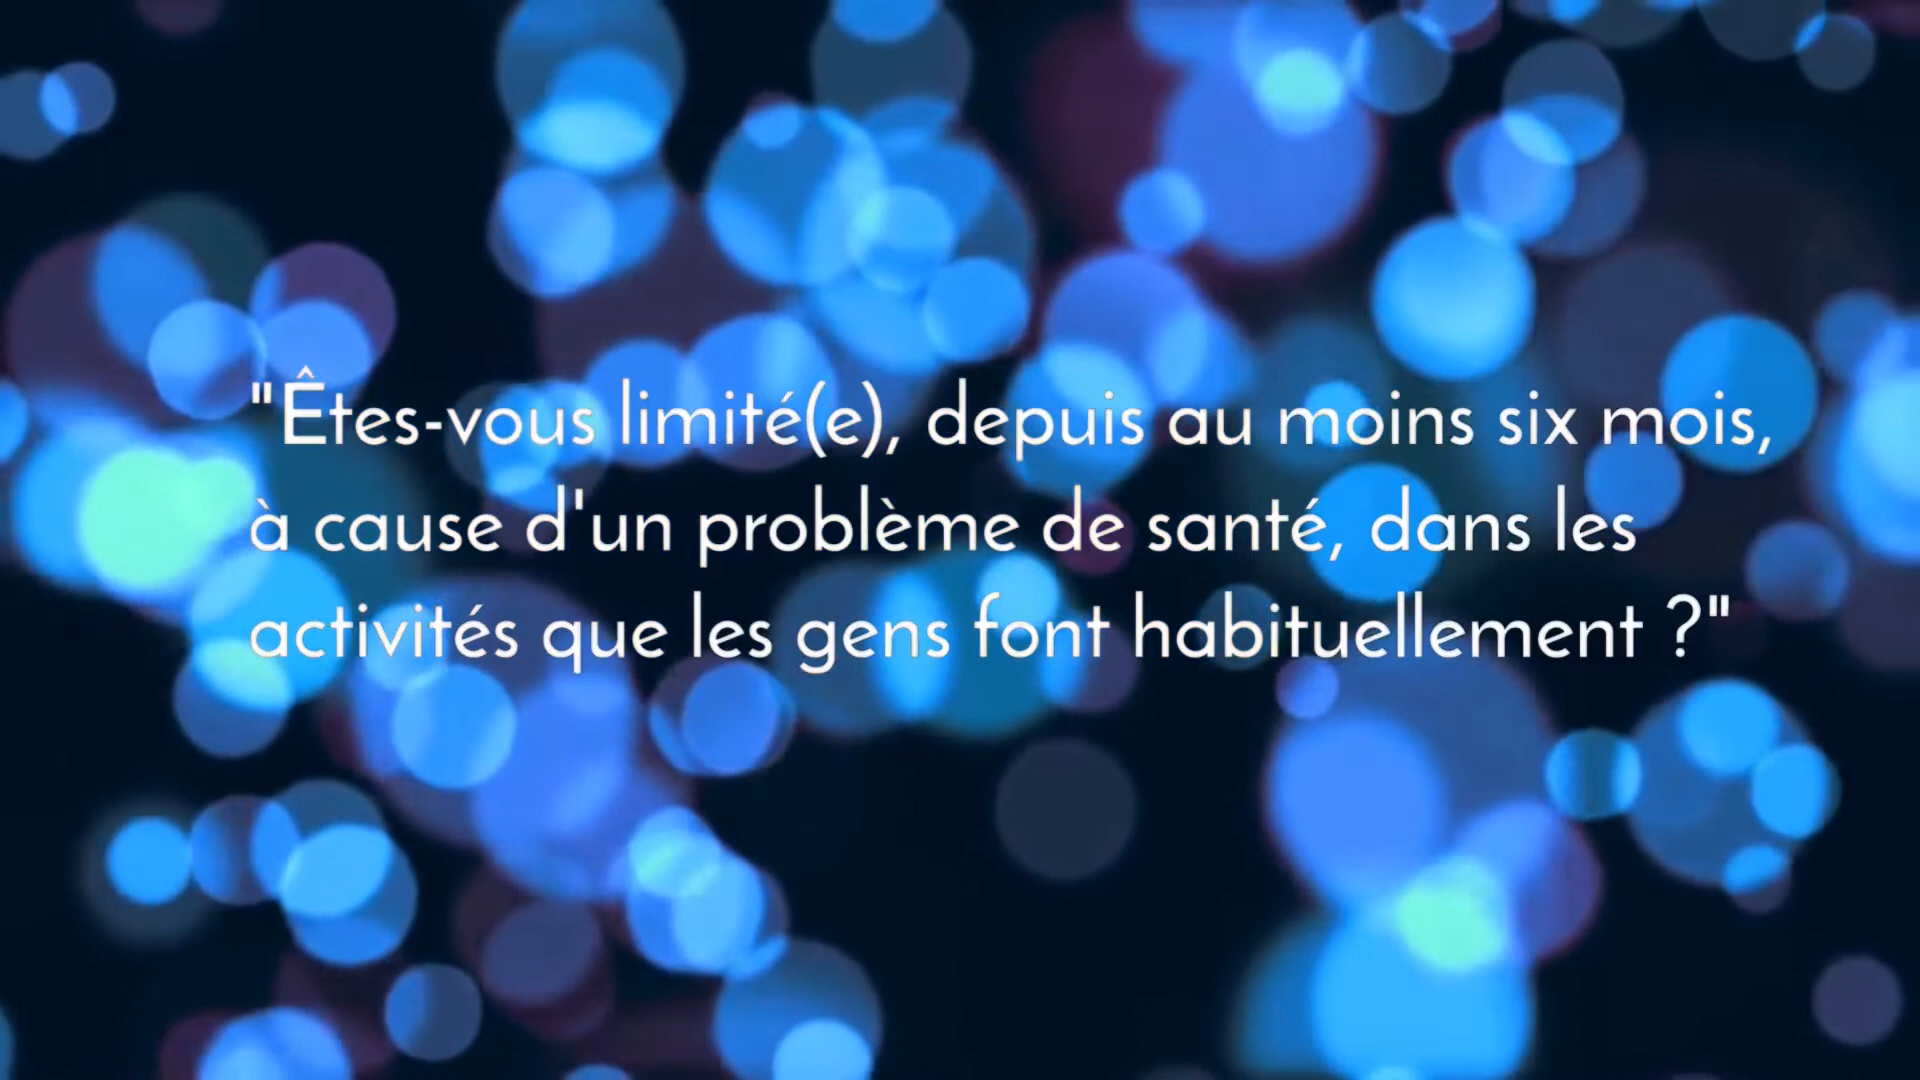 "Êtes-vous limité(e), depuis au moins six mois,
à cause d'un problème de santé, dans les
activités que les gens font habituellement ?"